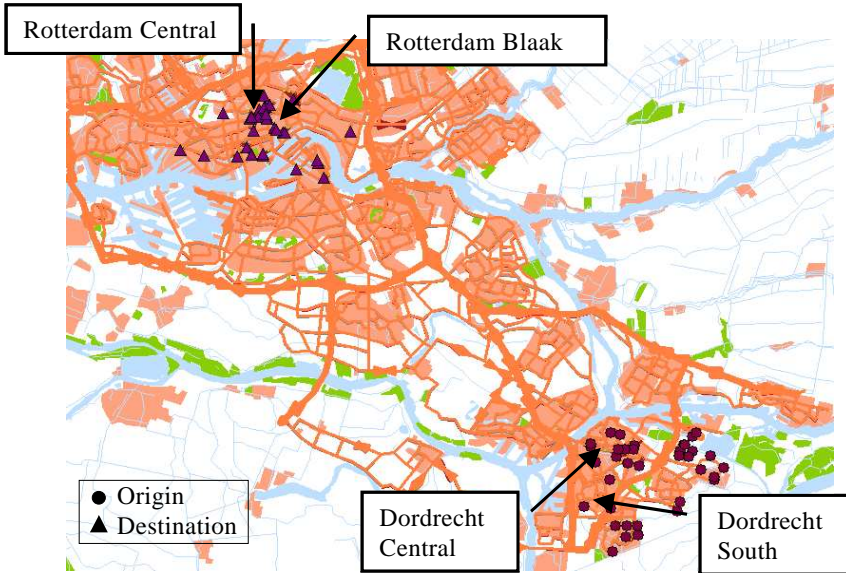 Rotterdam Central
Rotterdam Blaak
Origin
Destination
Dordrecht
Central
Dordrecht
South